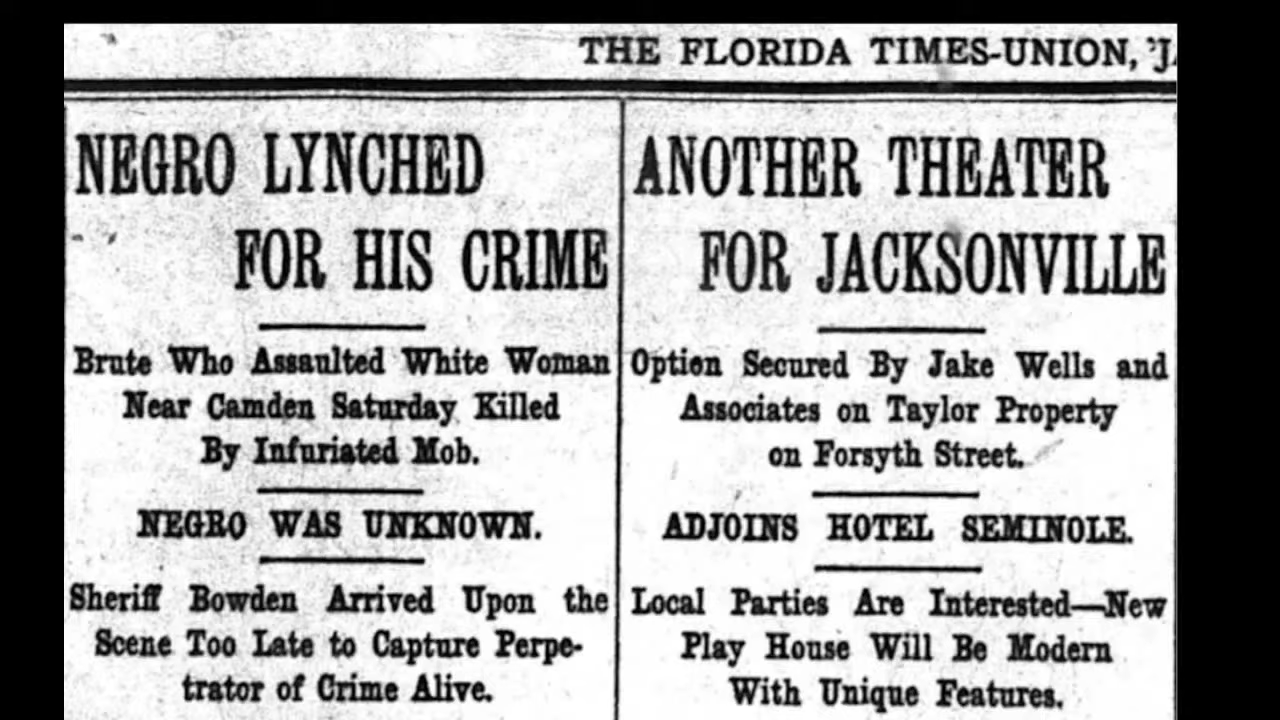 THE FLORIDA TIMES-UNION,
NEGRO LYNCHED
FOR HIS CRIME
Brute Who Assaulted White Woman
Near Camden Saturday Killed
By Infuriated Mob.
NEGRO WAS UNKNOWN.
Sheriff Bowden Arrived Upon the
Scene Too Late to Capture Perpe-
trator of Crime Alive.
ANOTHER THEATER
FOR JACKSONVILLE
Option Secured By Jake Wells and
Associates on Taylor Property
on Forsyth Street.
ADJOINS HOTEL SEMINOLE.
Local Parties Are Interested—New
Play House Will Be Modern
With Unique Features.